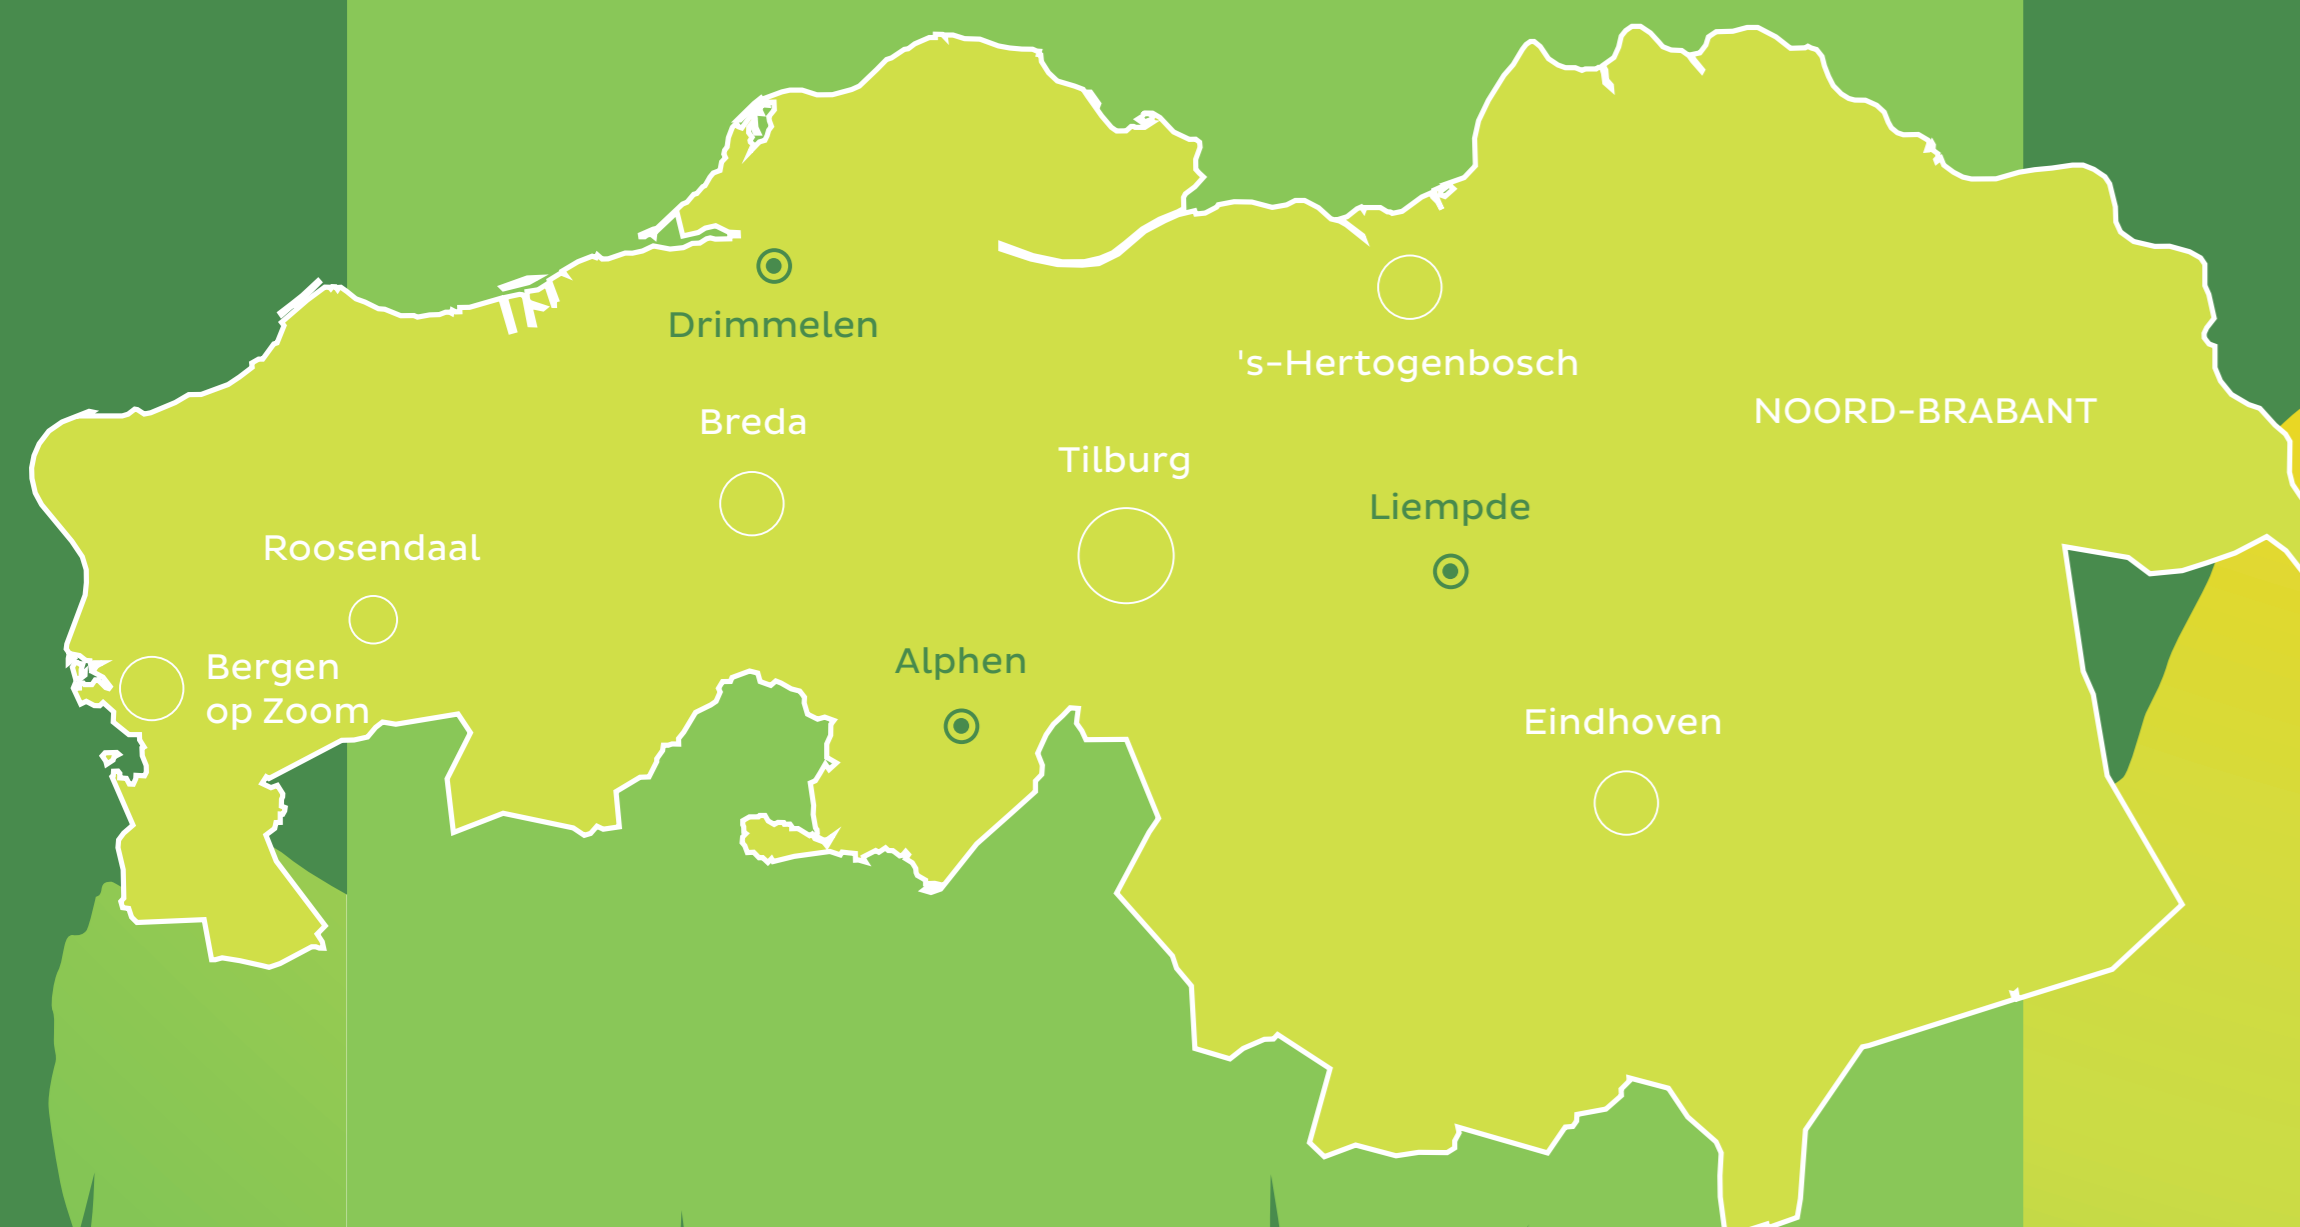 Drimmelen
's-Hertogenbosch
NOORD-BRABANT
Breda
Tilburg
Liempde
Roosendaal
Alphen
Bergen
op Zoom
Eindhoven